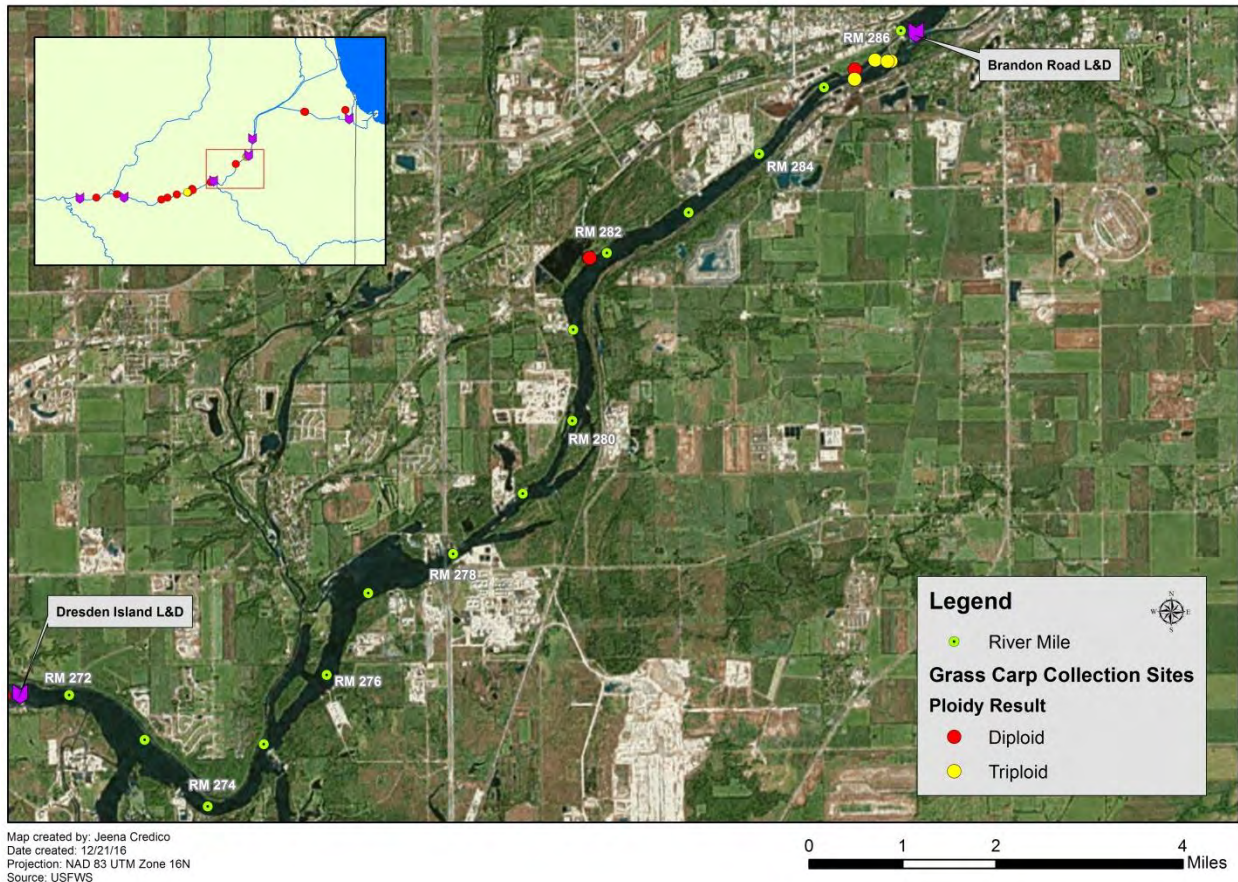 RM 286
Brandon Road L&D
RM 284
RM 282
RM 280
RM 278
Dresden Island L&D
RM 272
RM 276
RM 274
Legend
N
W E
S
River Mile
Grass Carp Collection Sites
Ploidy Result
Diploid
Triploid
Map created by: Jeena Credico
Date created: 12/21/16
Projection: NAD 83 UTM Zone 16N
Source: USFWS
0 1 2 4
Miles